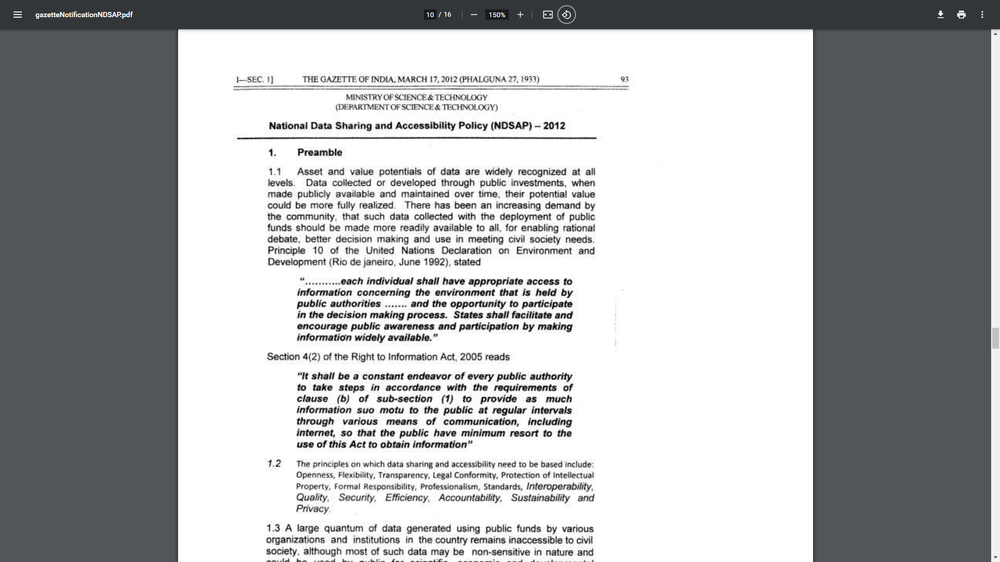 gazetteNotificationNDSAP.pdf
10 / 16
150%
I—SEC. 1] THE GAZETTE OF INDIA, MARCH 17, 2012 (PHALGUNA 27, 1933) 93
MINISTRY OF SCIENCE & TECHNOLOGY
(DEPARTMENT OF SCIENCE & TECHNOLOGY)
National Data Sharing and Accessibility Policy (NDSAP) – 2012
1. Preamble
1.1 Asset and value potentials of data are widely recognized at all
levels. Data collected or developed through public investments, when
made publicly available and maintained over time, their potential value
could be more fully realized. There has been an increasing demand by
the community, that such data collected with the deployment of public
funds should be made more readily available to all, for enabling rational
debate, better decision making and use in meeting civil society needs.
Principle 10 of the United Nations Declaration on Environment and
Development (Rio de janeiro, June 1992), stated
“...........each individual shall have appropriate access to
information concerning the environment that is held by
public authorities ....... and the opportunity to participate
in the decision making process. States shall facilitate and
encourage public awareness and participation by making
information widely available.”
Section 4(2) of the Right to Information Act, 2005 reads
“It shall be a constant endeavor of every public authority
to take steps in accordance with the requirements of
clause (b) of sub-section (1) to provide as much
information suo motu to the public at regular intervals
through various means of communication, including
internet, so that the public have minimum resort to the
use of this Act to obtain information”
1.2 The principles on which data sharing and accessibility need to be based include:
Openness, Flexibility, Transparency, Legal Conformity, Protection of Intellectual
Property, Formal Responsibility, Professionalism, Standards, Interoperability,
Quality, Security, Efficiency, Accountability, Sustainability and
Privacy.
1.3 A large quantum of data generated using public funds by various
organizations and institutions in the country remains inaccessible to civil
society, although most of such data may be non-sensitive in nature and
could be used by public for scientific, economic and developmental